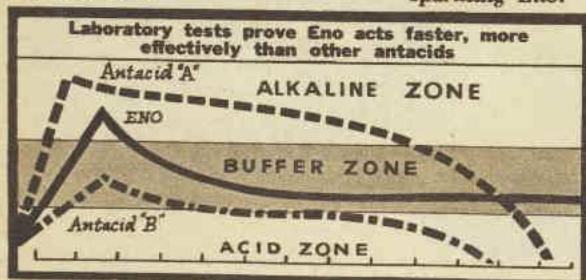 Laboratory tests prove Eno acts faster, more
effectively than other antacids
Antacid "A"
ALKALINE ZONE
ENO
BUFFER ZONE
Antacid "B"
ACID ZONE